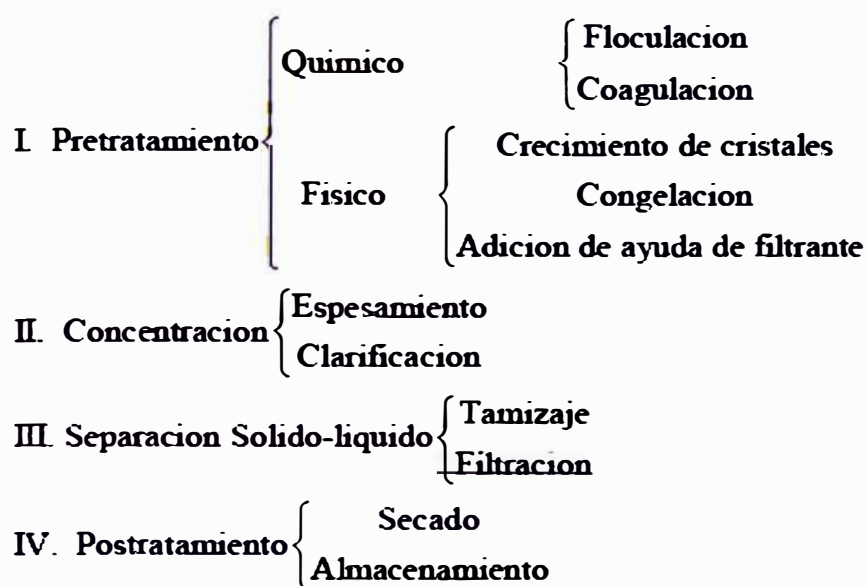 Quimico
Floculacion
Coagulacion
I. Pretratamiento
Fisico
Crecimiento de cristales
Congelacion
Adicion de ayuda de filtrante
II. Concentracion
Espesamiento
Clarificacion
III. Separacion Solido-liquido
Tamizaje
Filtracion
IV. Postratamiento
Secado
Almacenamiento